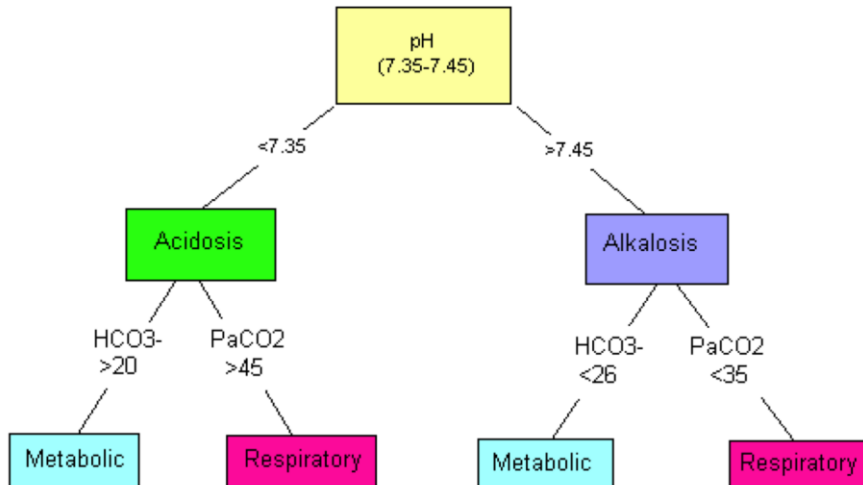 pH
(7.35-7.45)
<7.35
>7.45
Acidosis
Alkalosis
HCO3-
>20
PaCO2
>45
HCO3-
<26
PaCO2
<35
Metabolic
Respiratory
Metabolic
Respiratory